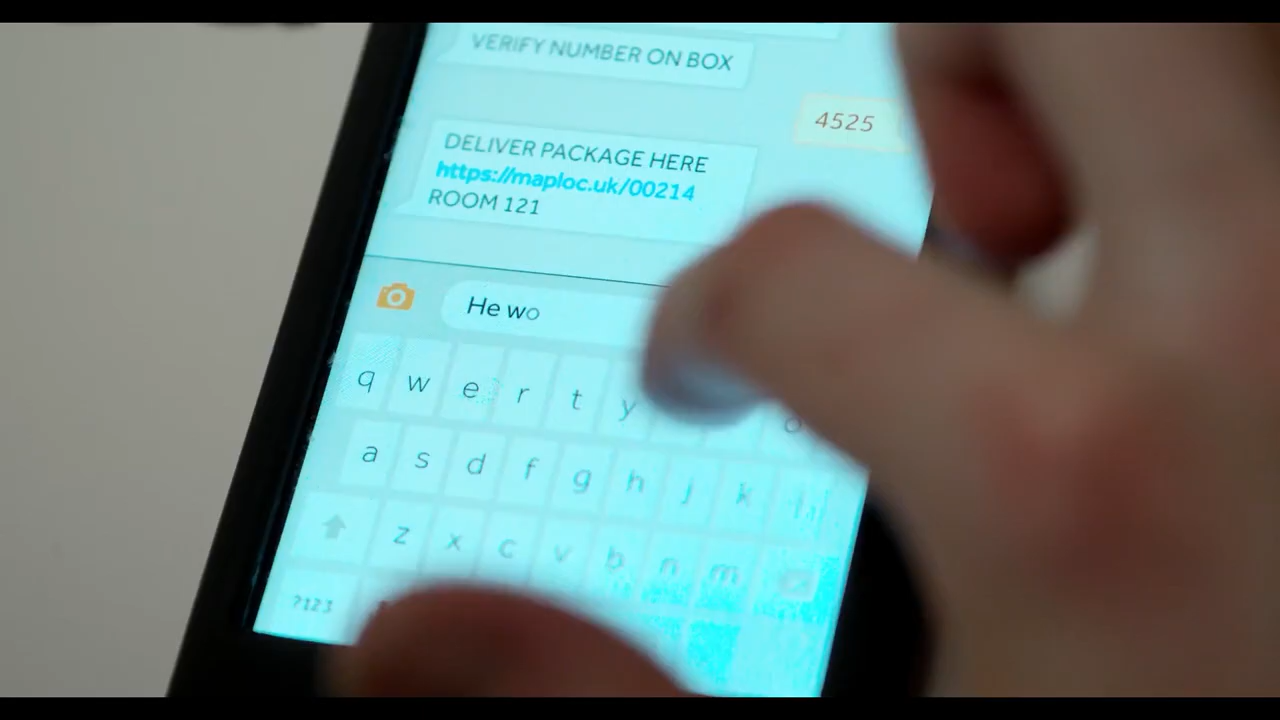 VERIFY NUMBER ON BOX
4525
DELIVER PACKAGE HERE
https://maploc.uk/00214
ROOM 121
He wo
q w e r t y o
a s d f g h j k l
z x c v b n m
?123